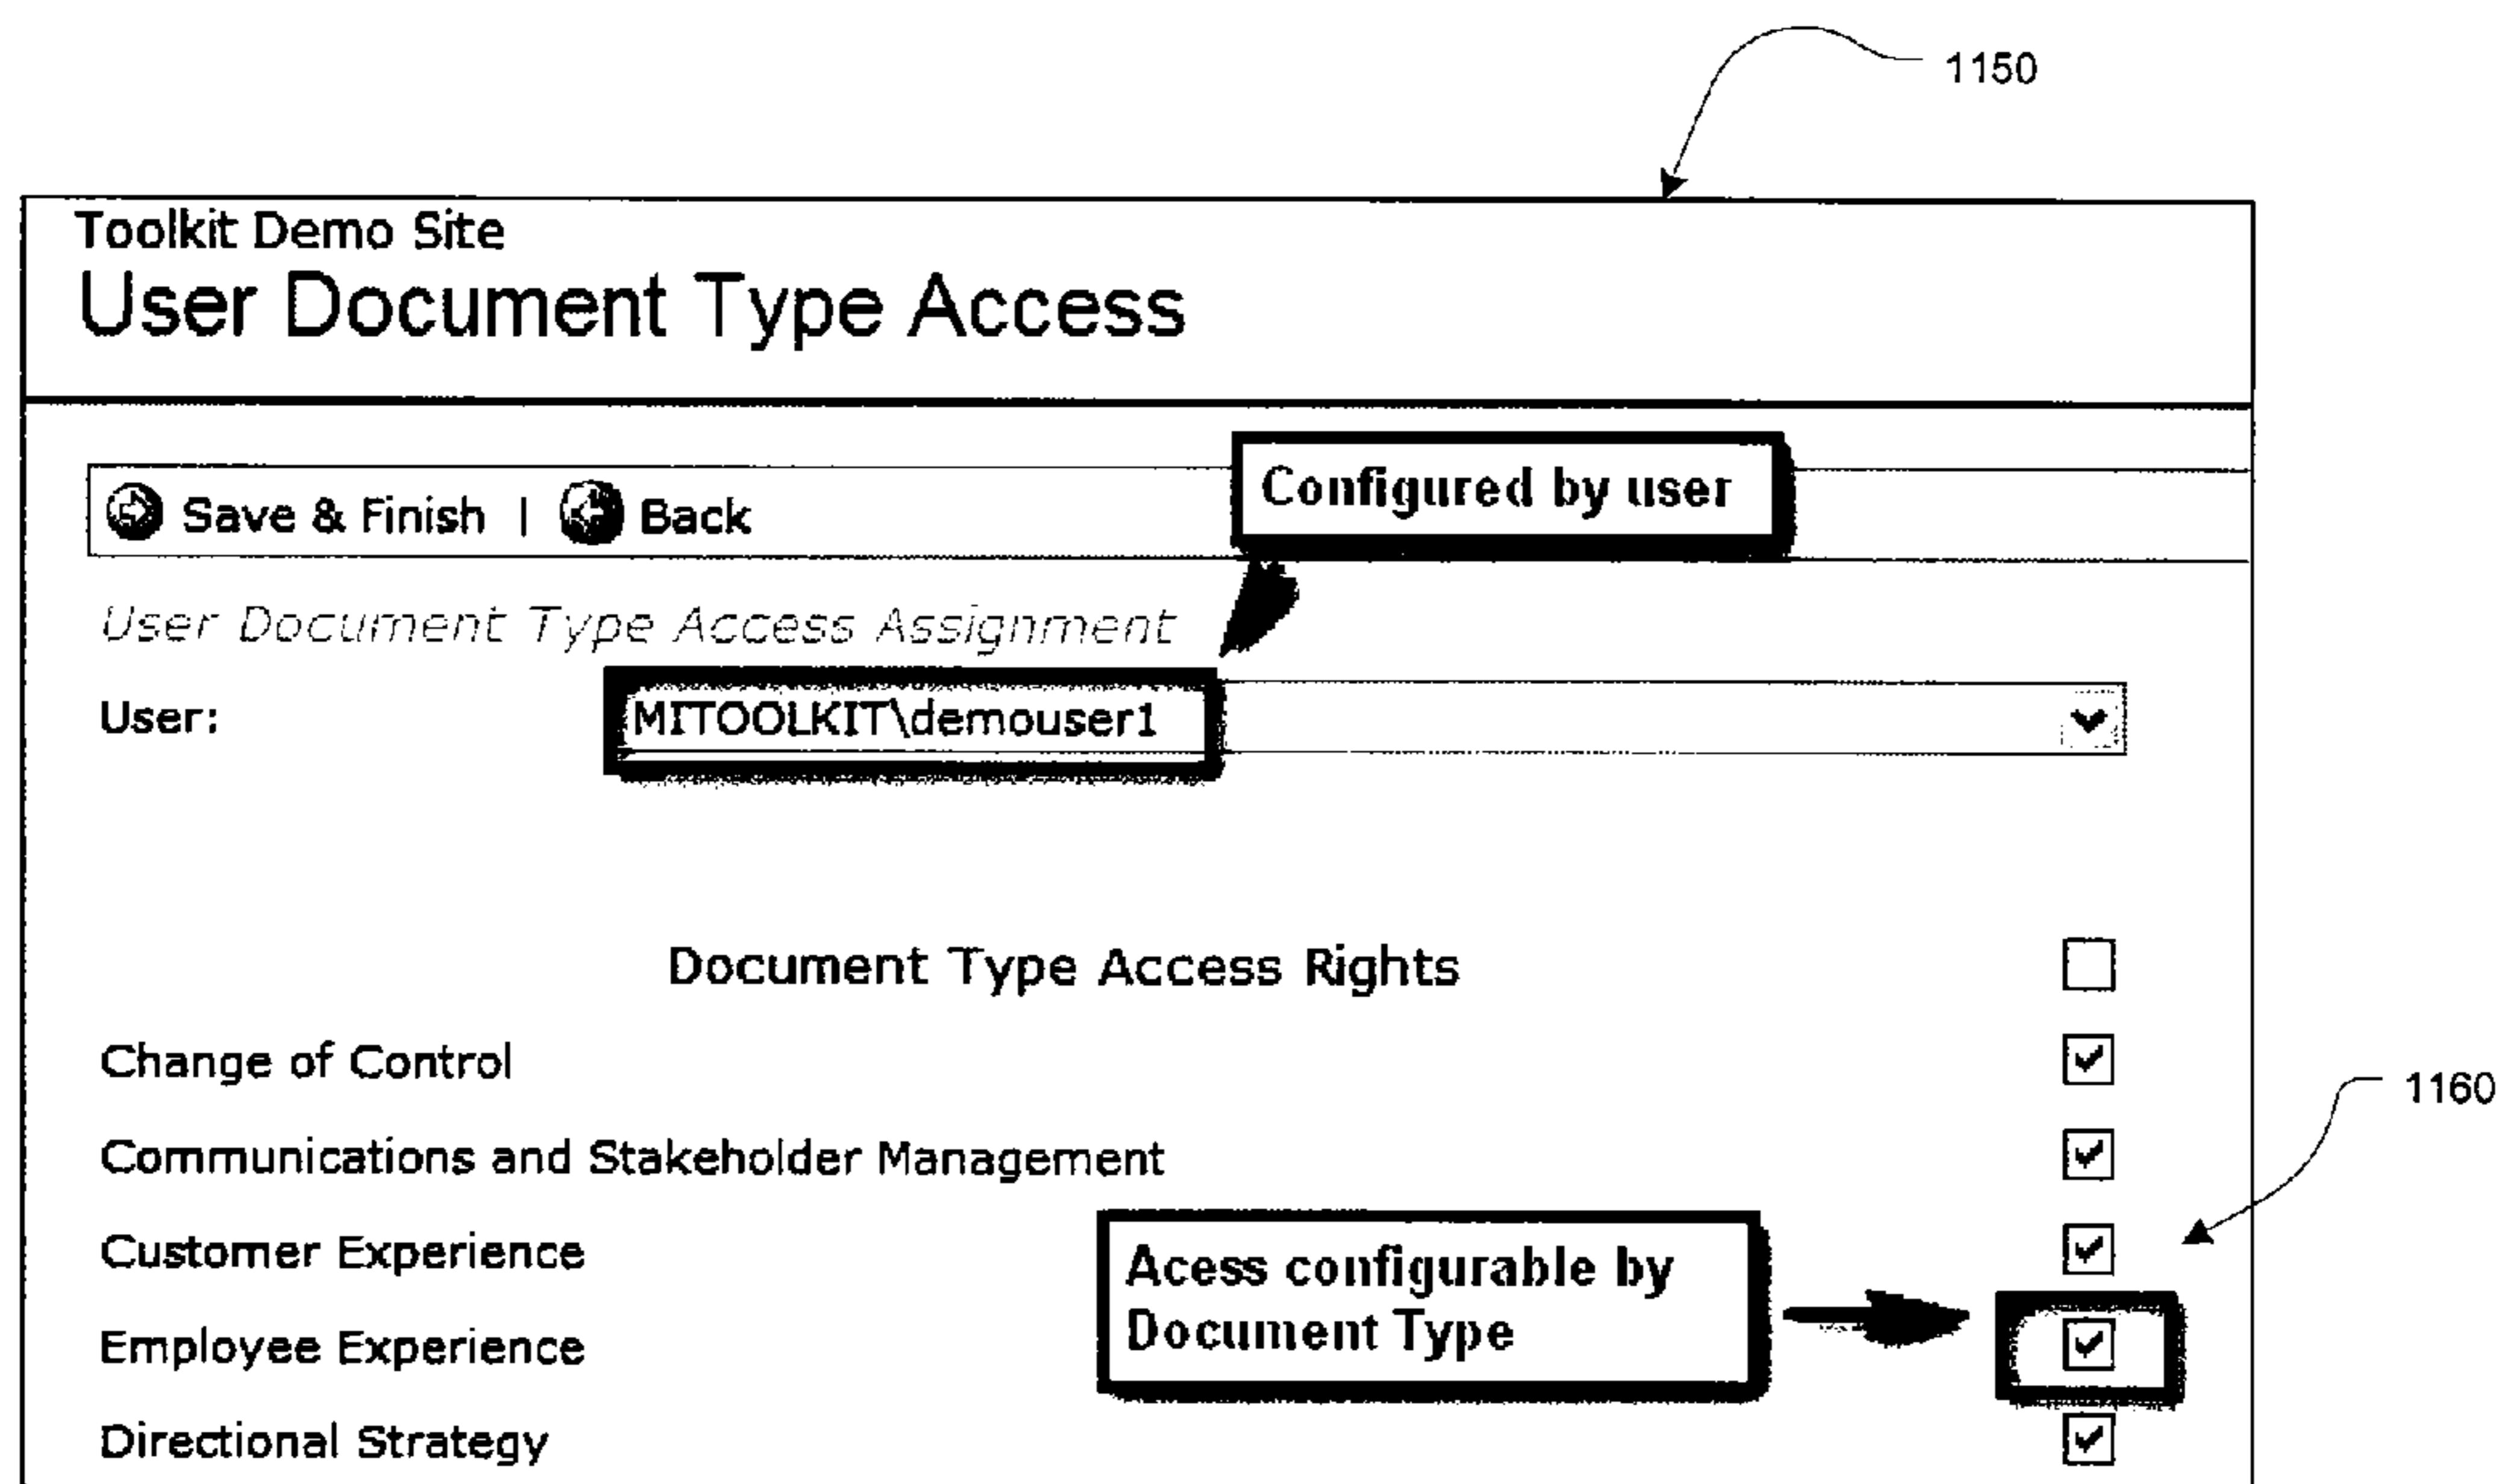 1150
Toolkit Demo Site
User Document Type Access
Configured by user
Save & Finish | Back
User Document Type Access Assignment
User: MITOOLKIT\demouser1
Document Type Access Rights
Change of Control
1160
Communications and Stakeholder Management
Customer Experience
Acess configurable by
Document Type
Employee Experience
Directional Strategy